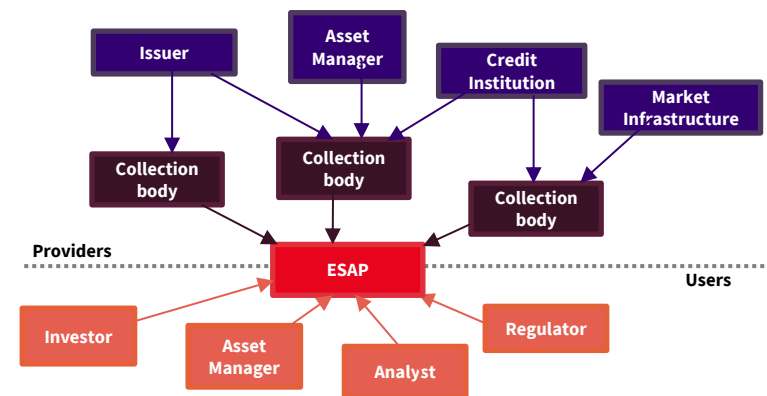 Issuer
Asset
Manager
Credit
Institution
Market
Infrastructure
Collection
body
Collection
body
Collection
body
Providers
ESAP
Users
Investor
Asset
Manager
Analyst
Regulator